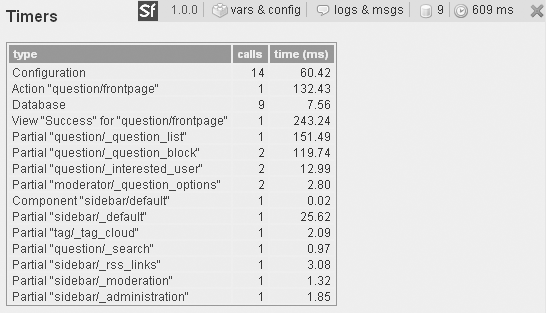 Timers
Sf 1.0.0 vars & config logs & msgs 9 609 ms
type calls time (ms)
Configuration 14 60.42
Action "question/frontpage" 1 132.43
Database 9 7.56
View "Success" for "question/frontpage" 1 243.24
Partial "question/_question_list" 1 151.49
Partial "question/_question_block" 2 119.74
Partial "question/_interested_user" 2 12.99
Partial "moderator/_question_options" 2 2.80
Component "sidebar/default" 1 0.02
Partial "sidebar/_default" 1 25.62
Partial "tag/_tag_cloud" 1 2.09
Partial "question/_search" 1 0.97
Partial "sidebar/_rss_links" 1 3.08
Partial "sidebar/_moderation" 1 1.32
Partial "sidebar/_administration" 1 1.85